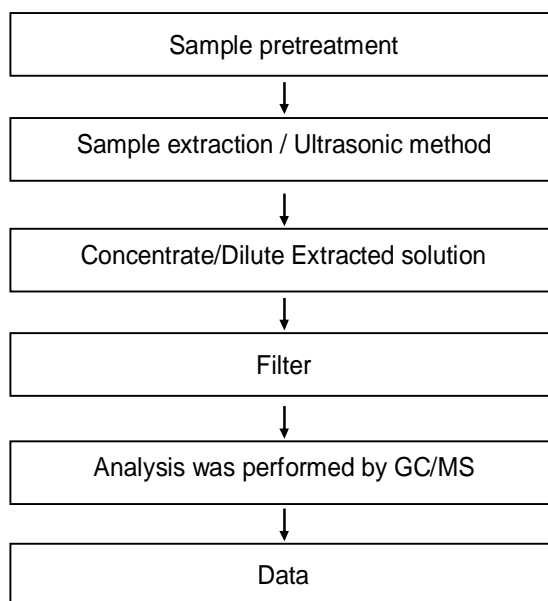 Sample pretreatment
Sample extraction / Ultrasonic method
Concentrate/Dilute Extracted solution
Filter
Analysis was performed by GC/MS
Data